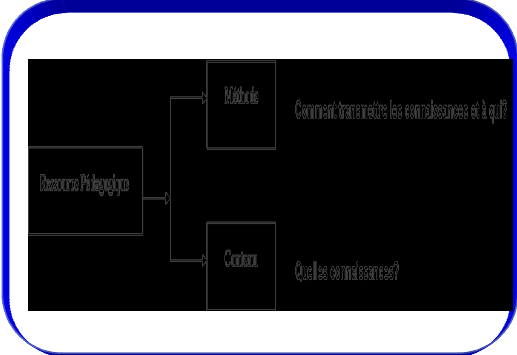 Méthode
Comment transmettre les connaissances et à qui?
Ressource Pédagogique
Contenu
Quelles connaissances?